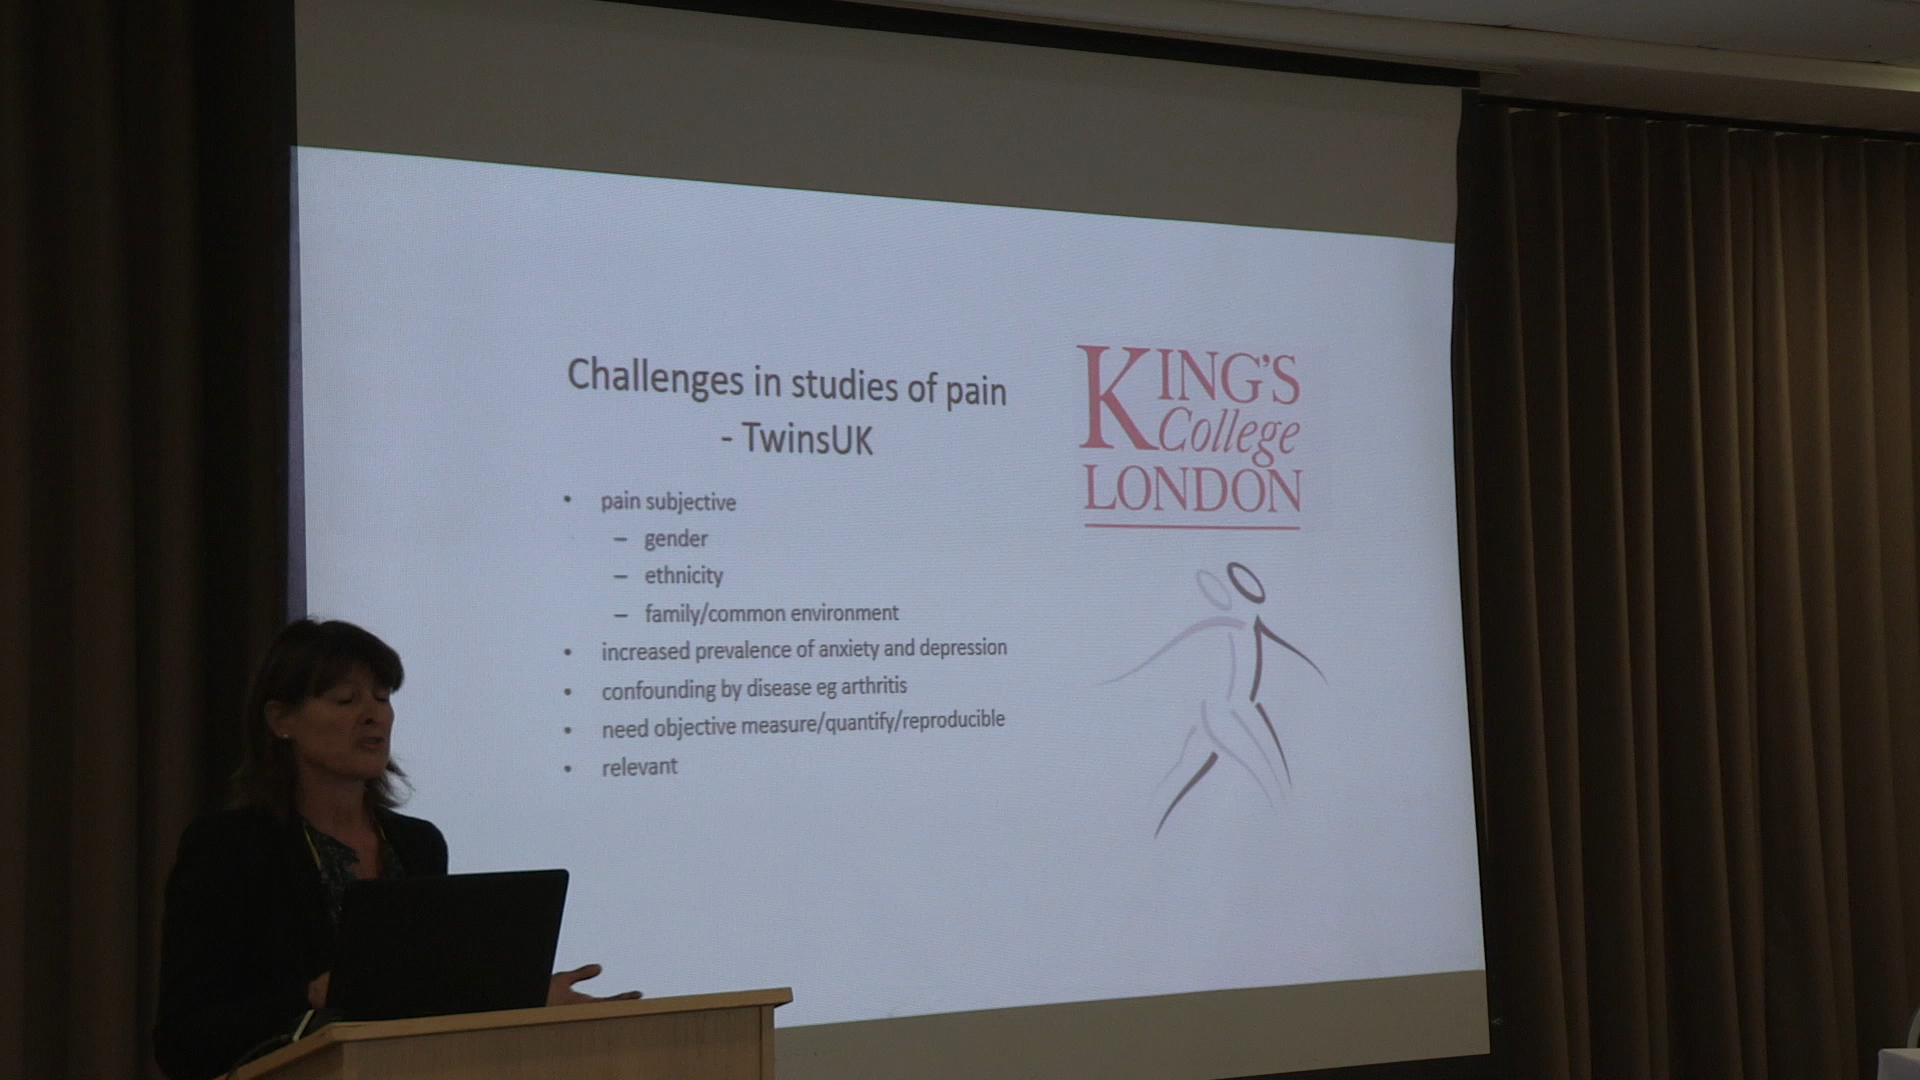 Challenges in studies of pain
- TwinsUK
• pain subjective
– gender
– ethnicity
– family/common environment
• increased prevalence of anxiety and depression
• confounding by disease eg arthritis
• need objective measure/quantify/reproducible
• relevant
KING'S
College
LONDON